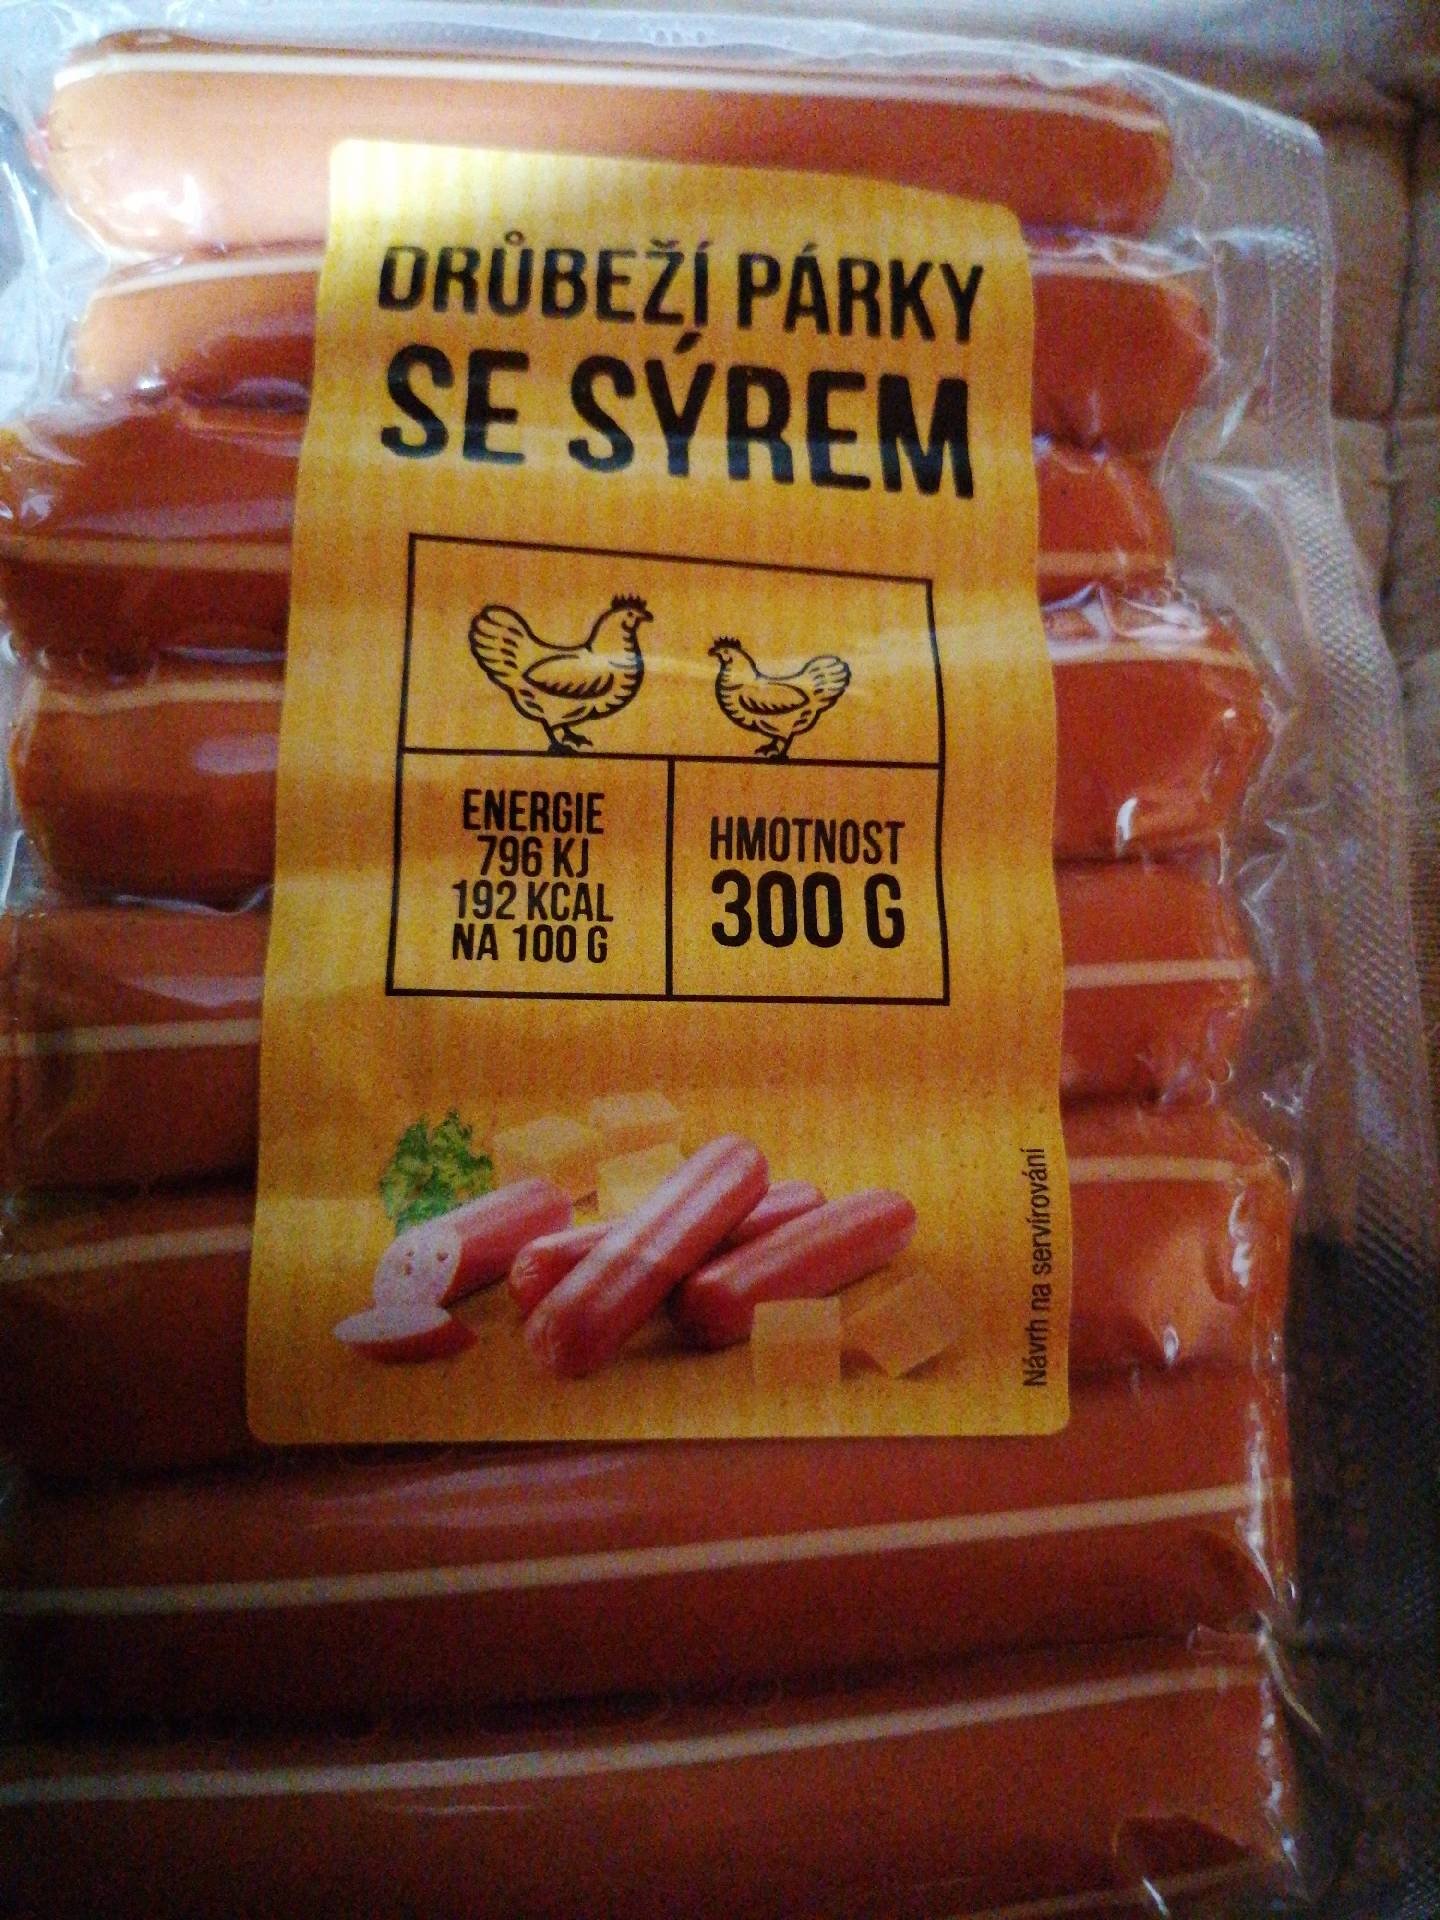 DRŮBEŽÍ PÁRKY
SE SÝREM
ENERGIE
796 KJ
192 KCAL
NA 100 G
HMOTNOST
300 G
Návrh na servírování